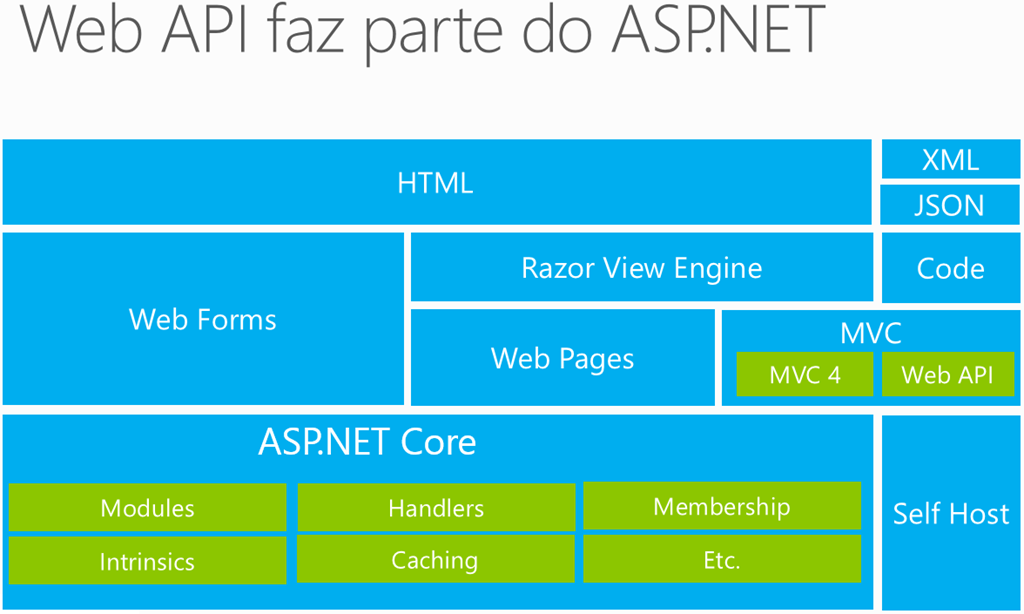 Web API faz parte do ASP.NET
HTML
XML
JSON
Web Forms
Razor View Engine
Code
Web Pages
MVC
MVC 4
Web API
ASP.NET Core
Modules
Handlers
Membership
Intrinsics
Caching
Etc.
Self Host